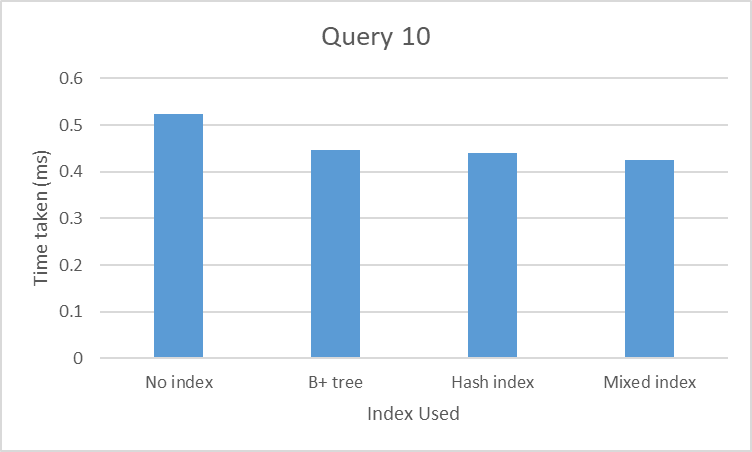 Query 10
Time taken (ms)
0.6
0.5
0.4
0.3
0.2
0.1
0
No index
B+ tree
Hash index
Mixed index
Index Used